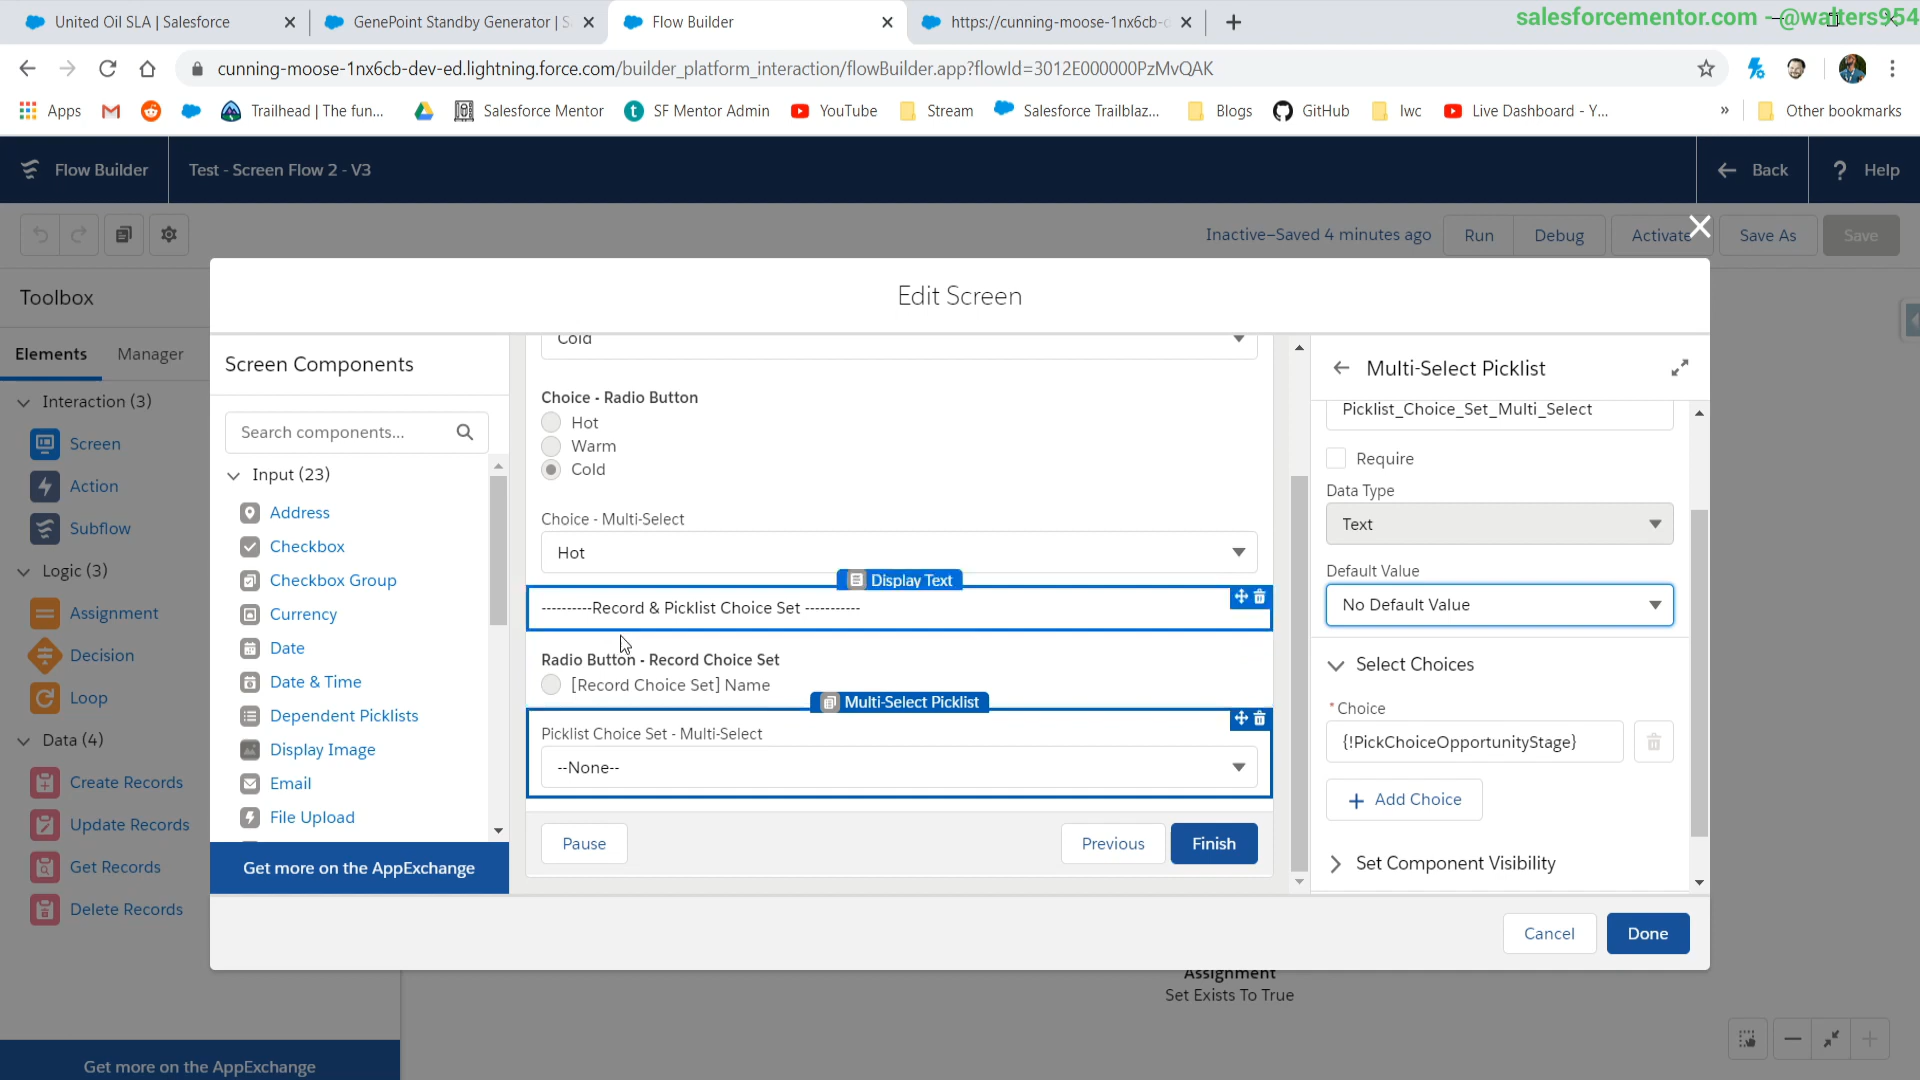 United Oil SLA | Salesforce
GenePoint Standby Generator | S
Flow Builder
https://cunning-moose-1nx6cb-d
salesforcementor.com - @walters954
cunning-moose-1nx6cb-dev-ed.lightning.force.com/builder_platform_interaction/flowBuilder.app?flowId=3012E000000PzMvQAK
Apps
Trailhead | The fun...
Salesforce Mentor
SF Mentor Admin
YouTube
Stream
Salesforce Trailblaz...
Blogs
GitHub
lwc
Live Dashboard - Y...
»
Other bookmarks
Flow Builder
Test - Screen Flow 2 - V3
Back
? Help
Inactive–Saved 4 minutes ago
Run
Debug
Activate
Save As
Save
Toolbox
Elements
Manager
Interaction (3)
Screen
Action
Subflow
Logic (3)
Assignment
Decision
Loop
Data (4)
Create Records
Update Records
Get Records
Delete Records
Get more on the AppExchange
Edit Screen
Screen Components
Search components...
Input (23)
Address
Checkbox
Checkbox Group
Currency
Date
Date & Time
Dependent Picklists
Display Image
Email
File Upload
Get more on the AppExchange
Cold
Choice - Radio Button
Hot
Warm
Cold
Choice - Multi-Select
Hot
Display Text
----------Record & Picklist Choice Set -----------
Radio Button - Record Choice Set
[Record Choice Set] Name
Multi-Select Picklist
Picklist Choice Set - Multi-Select
--None--
Pause
Previous
Finish
Multi-Select Picklist
Picklist_Choice_Set_Multi_Select
Require
Data Type
Text
Default Value
No Default Value
Select Choices
* Choice
{!PickChoiceOpportunityStage}
+ Add Choice
Set Component Visibility
Cancel
Done
Assignment
Set Exists To True